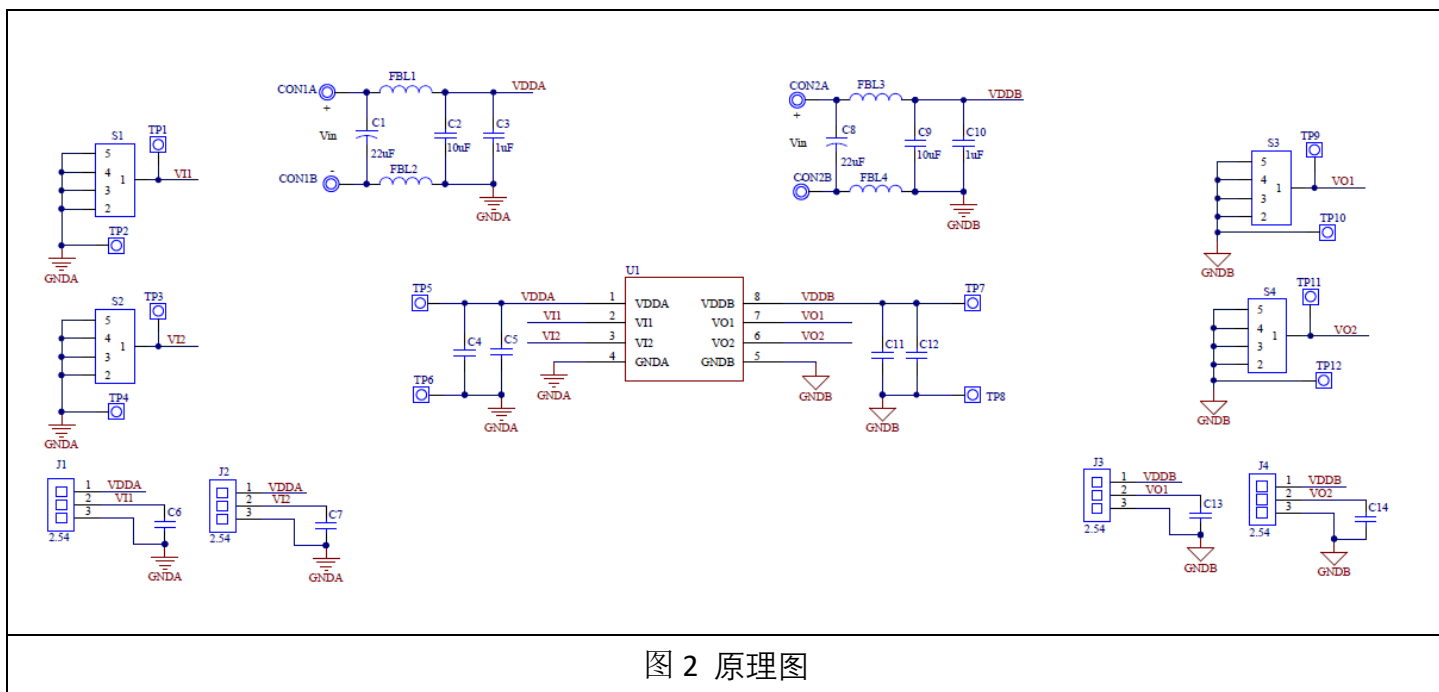 FBL1
CON1A
VDDA
+
C1
C2
C3
Vin
22uF
10uF
1uF
FBL2
-
CON1B
GNDA
CON2A
FBL3
VDDB
+
C8
C9
C10
Vin
22uF
10uF
1uF
CON2B
FBL4
GNDB
S1
TP1
5
4
3
2
1
VI1
TP2
GNDA
S2
TP3
5
4
3
2
1
VI2
TP4
GNDA
S3
TP9
5
4
3
2
1
VO1
TP10
GNDB
S4
TP11
5
4
3
2
1
VO2
TP12
GNDB
U1
TP5
VDDA
1
VDDA
VDDB
8
VDDB
TP7
VI1
2
VI1
VO1
7
VO1
VI2
3
VI2
VO2
6
VO2
4
GNDA
GNDB
5
C4
C5
C11
C12
TP6
GNDA
GNDA
GNDB
GNDB
TP8
J1
1
VDDA
2
VI1
3
C6
2.54
GNDA
J2
1
VDDA
2
VI2
3
C7
2.54
GNDA
J3
1
VDDB
2
VO1
3
C13
2.54
GNDB
J4
1
VDDB
2
VO2
3
C14
2.54
GNDB
图 2 原理图